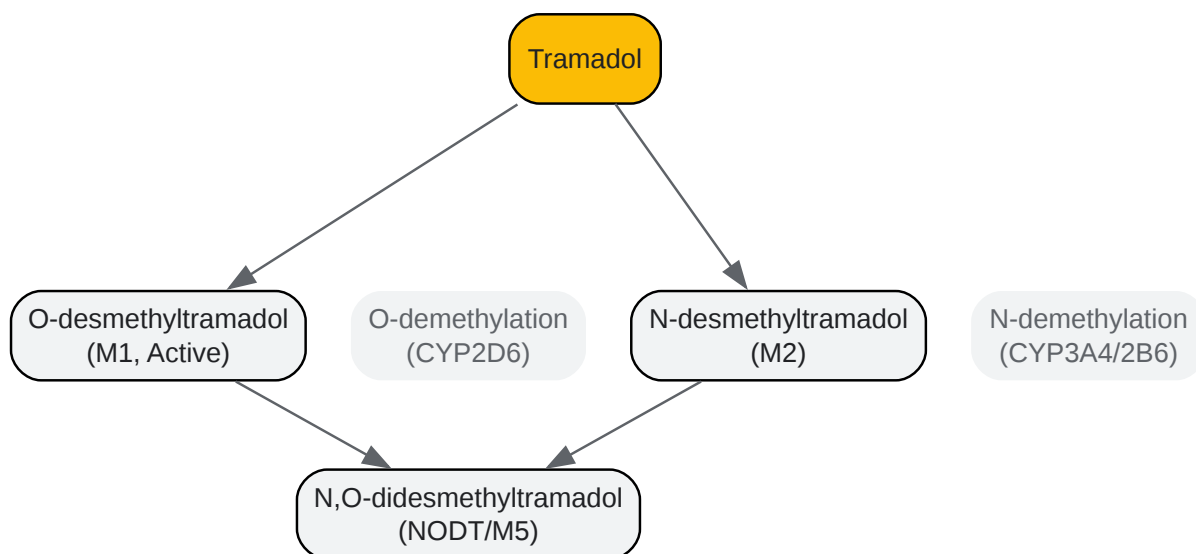 Tramadol
O-desmethyltramadol
(M1, Active)
O-demethylation
(CYP2D6)
N-desmethyltramadol
(M2)
N-demethylation
(CYP3A4/2B6)
N,O-didesmethyltramadol
(NODT/M5)